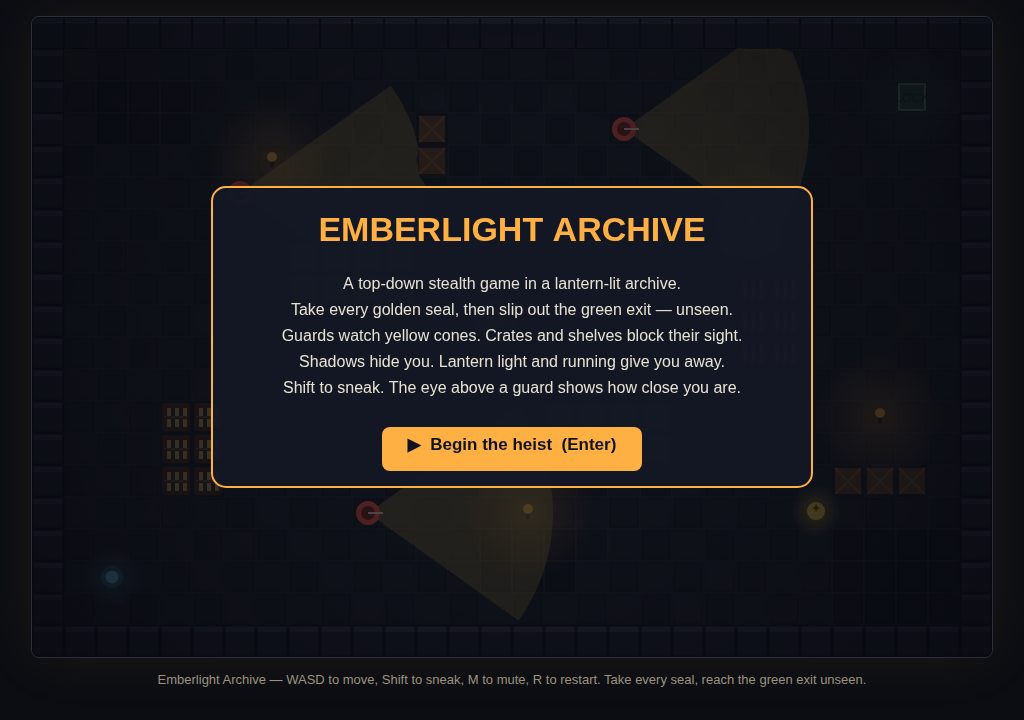 EMBERLIGHT ARCHIVE
A top-down stealth game in a lantern-lit archive.
Take every golden seal, then slip out the green exit — unseen.
Guards watch yellow cones. Crates and shelves block their sight.
Shadows hide you. Lantern light and running give you away.
Shift to sneak. The eye above a guard shows how close you are.
▶ Begin the heist (Enter)
Emberlight Archive — WASD to move, Shift to sneak, M to mute, R to restart. Take every seal, reach the green exit unseen.